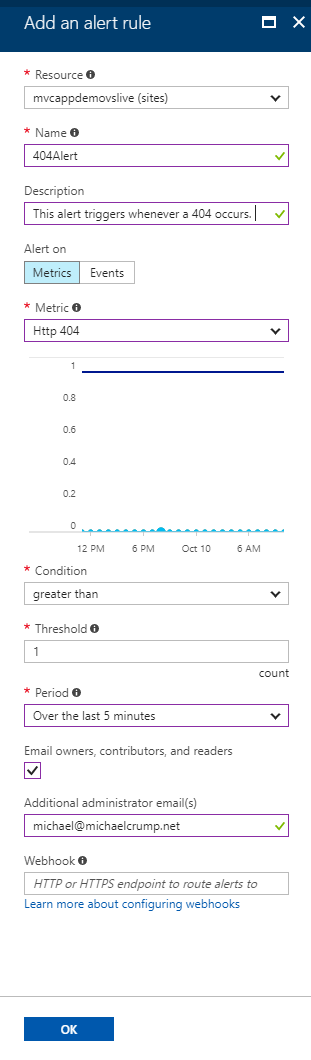 Add an alert rule
* Resource
mvcappdemovslive (sites)
* Name
404Alert
Description
This alert triggers whenever a 404 occurs.
Alert on
Metrics Events
* Metric
Http 404
1
0.8
0.6
0.4
0.2
0
12 PM 6 PM Oct 10 6 AM
* Condition
greater than
* Threshold
1
count
* Period
Over the last 5 minutes
Email owners, contributors, and readers
Additional administrator email(s)
michael@michaelcrump.net
Webhook
HTTP or HTTPS endpoint to route alerts to
Learn more about configuring webhooks
OK